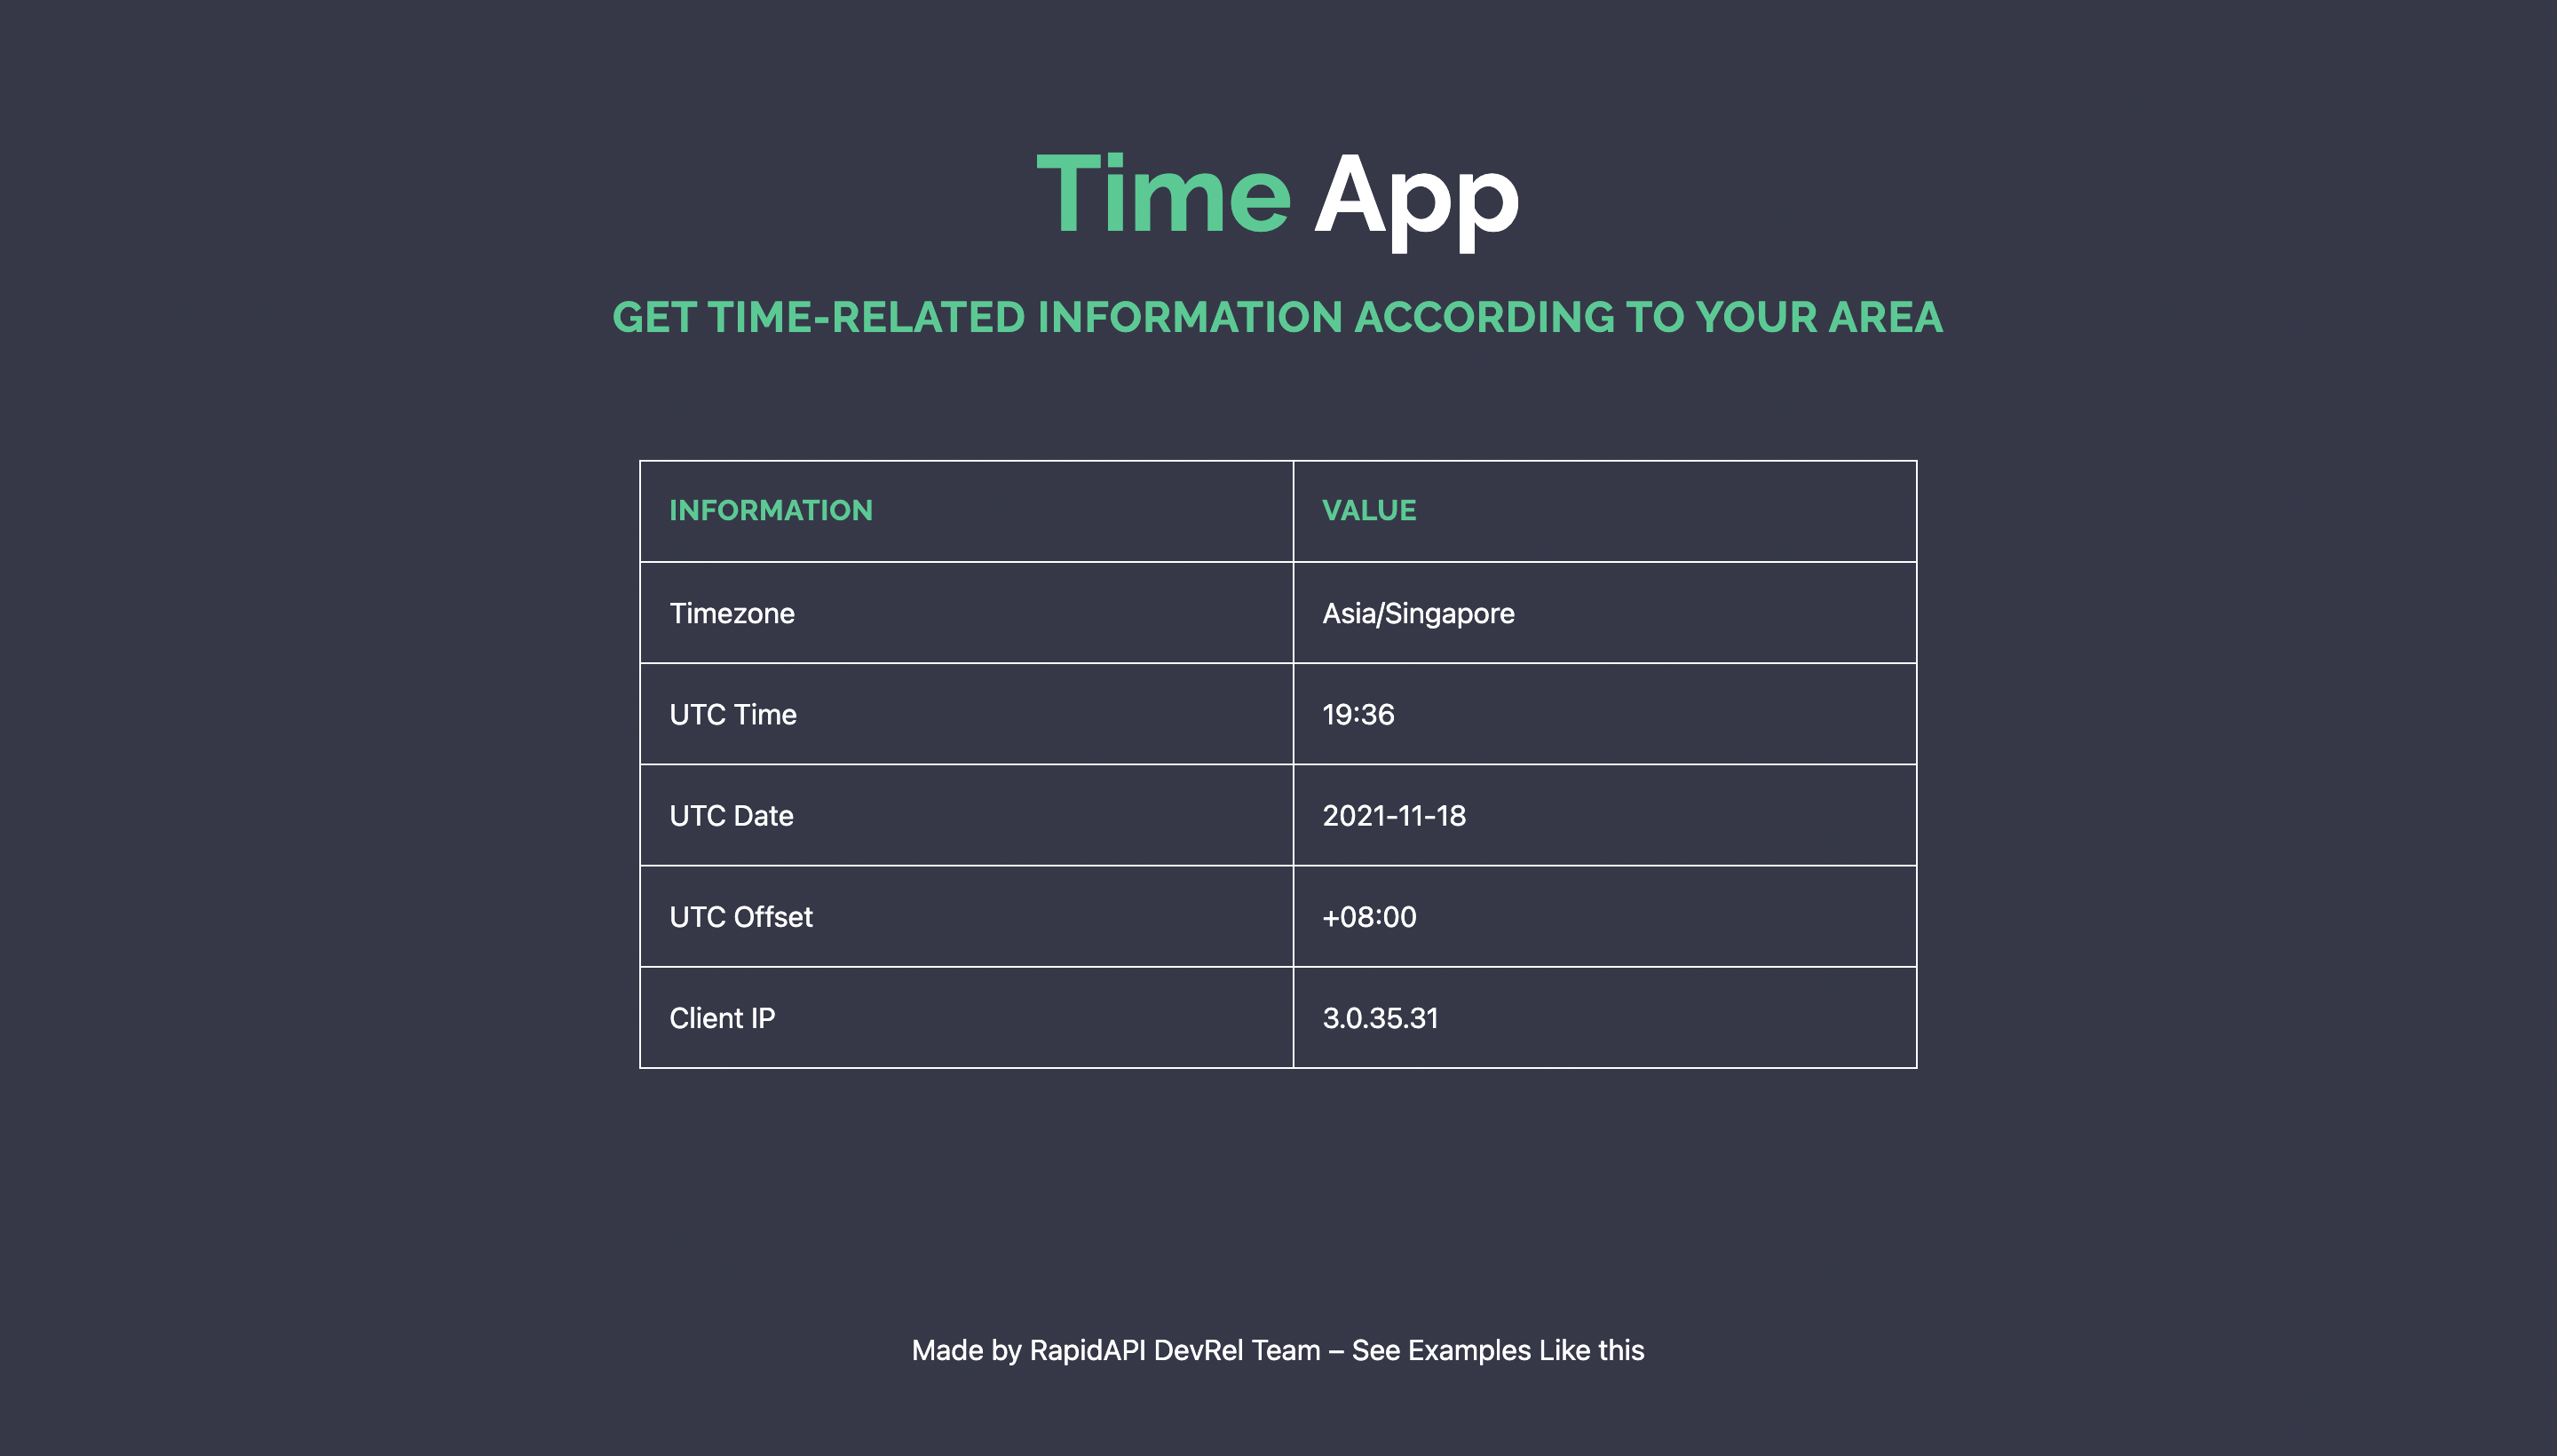 Time App
GET TIME-RELATED INFORMATION ACCORDING TO YOUR AREA
INFORMATION VALUE
Timezone Asia/Singapore
UTC Time 19:36
UTC Date 2021-11-18
UTC Offset +08:00
Client IP 3.0.35.31
Made by RapidAPI DevRel Team – See Examples Like this